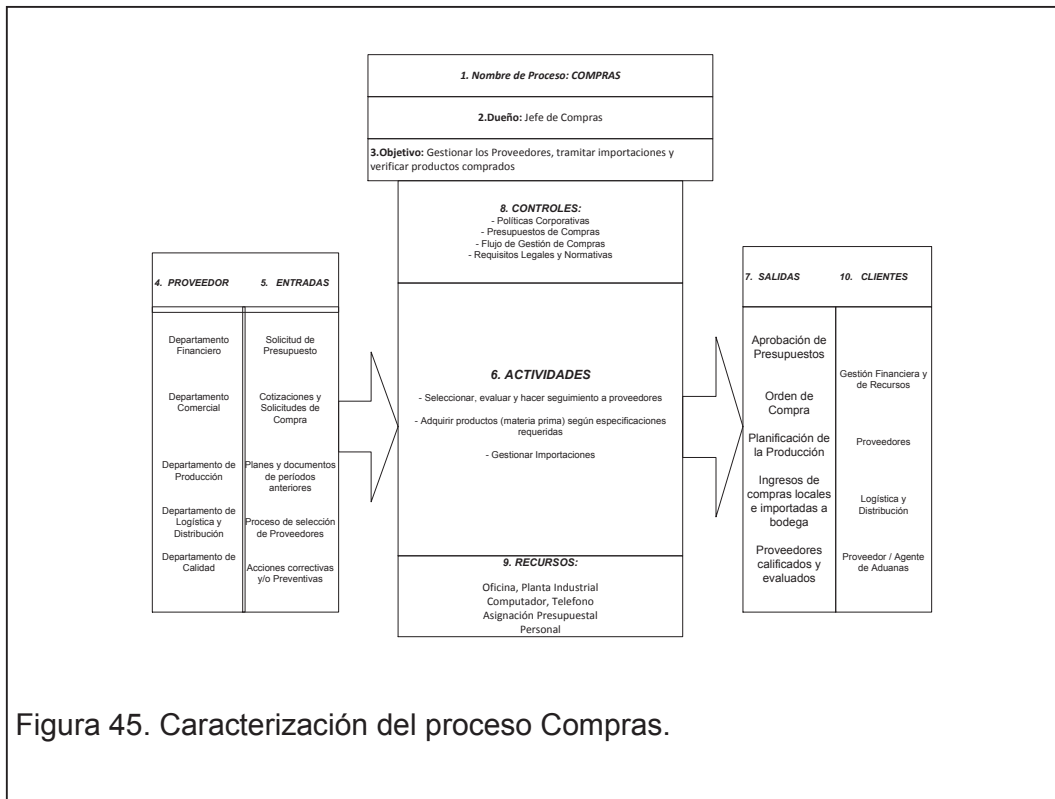 1. Nombre de Proceso: COMPRAS
2.Dueño: Jefe de Compras
3.Objetivo: Gestionar los Proveedores, tramitar importaciones y
verificar productos comprados
8. CONTROLES:
- Políticas Corporativas
- Presupuestos de Compras
- Flujo de Gestión de Compras
- Requisitos Legales y Normativas
4. PROVEEDOR
5. ENTRADAS
Departamento
Financiero
Solicitud de
Presupuesto
Departamento
Comercial
Cotizaciones y
Solicitudes de
Compra
Departamento de
Producción
Planes y documentos
de períodos
anteriores
Departamento de
Logística y
Distribución
Proceso de selección
de Proveedores
Departamento de
Calidad
Acciones correctivas
y/o Preventivas
6. ACTIVIDADES
- Seleccionar, evaluar y hacer seguimiento a proveedores
- Adquirir productos (materia prima) según especificaciones
requeridas
- Gestionar Importaciones
9. RECURSOS:
Oficina, Planta Industrial
Computador, Telefono
Asignación Presupuestal
Personal
7. SALIDAS
10. CLIENTES
Aprobación de
Presupuestos
Orden de
Compra
Planificación de
la Producción
Ingresos de
compras locales
e importadas a
bodega
Proveedores
calificados y
evaluados
Gestión Financiera y
de Recursos
Proveedores
Logística y
Distribución
Proveedor / Agente
de Aduanas
Figura 45. Caracterización del proceso Compras.